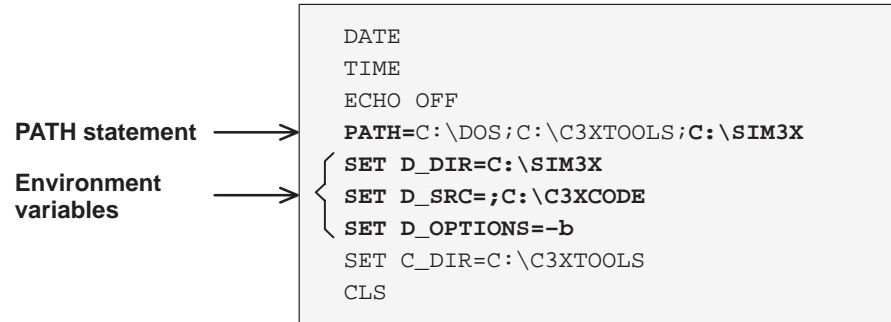 DATE
TIME
ECHO OFF
PATH statement
PATH=C:\DOS;C:\C3XTOOLS;C:\SIM3X
Environment
variables
SET D_DIR=C:\SIM3X
SET D_SRC=;C:\C3XCODE
SET D_OPTIONS=–b
SET C_DIR=C:\C3XTOOLS
CLS